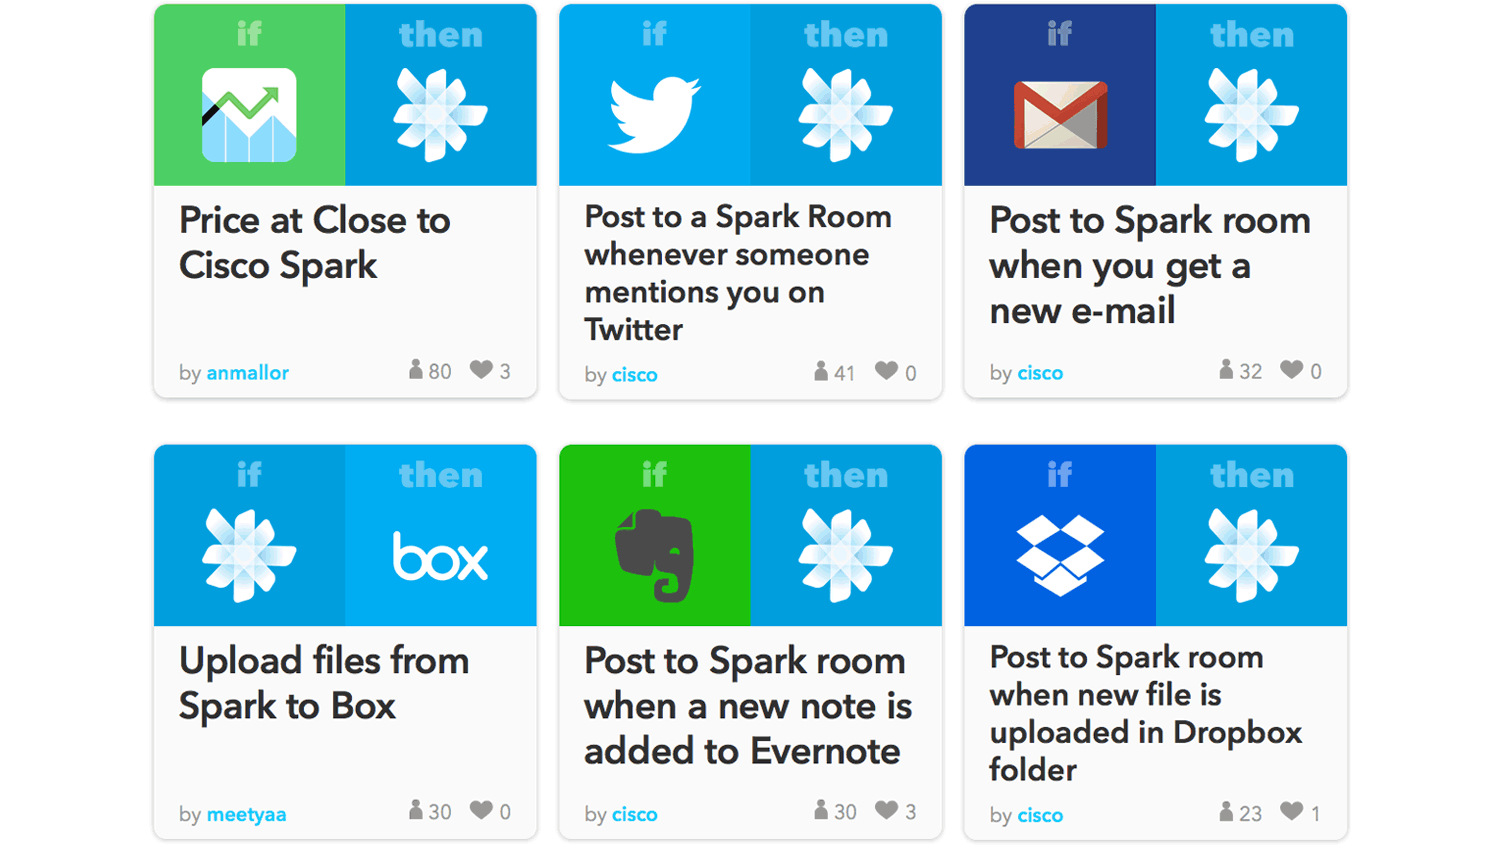 if then
Price at Close to
Cisco Spark
by anmallor 80 3
if then
Post to a Spark Room
whenever someone
mentions you on
Twitter
by cisco 41 0
if then
Post to Spark room
when you get a
new e-mail
by cisco 32 0
if then
box
Upload files from
Spark to Box
by meetyaa 30 0
if then
Post to Spark room
when a new note is
added to Evernote
by cisco 30 3
if then
Post to Spark room
when new file is
uploaded in Dropbox
folder
by cisco 23 1